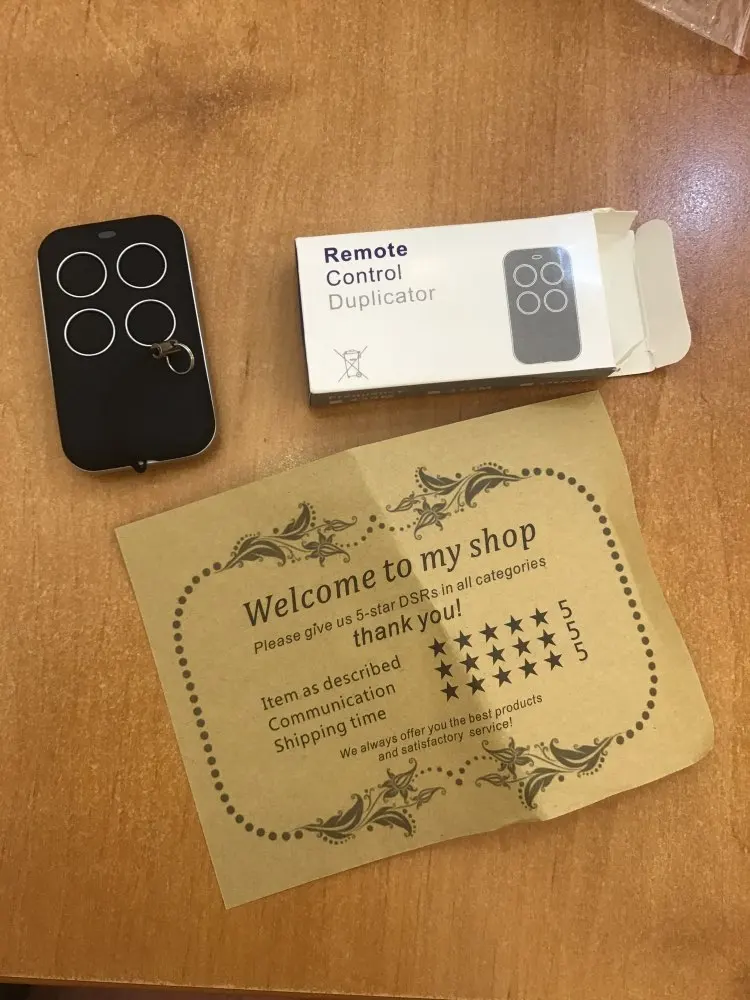 Remote
Control
Duplicator
Welcome to my shop
Please give us 5-star DSRs in all categories
thank you!
Item as described ★★★★★ 5
Communication ★★★★★ 5
Shipping time ★★★★★ 5
We always offer you the best products
and satisfactory service!